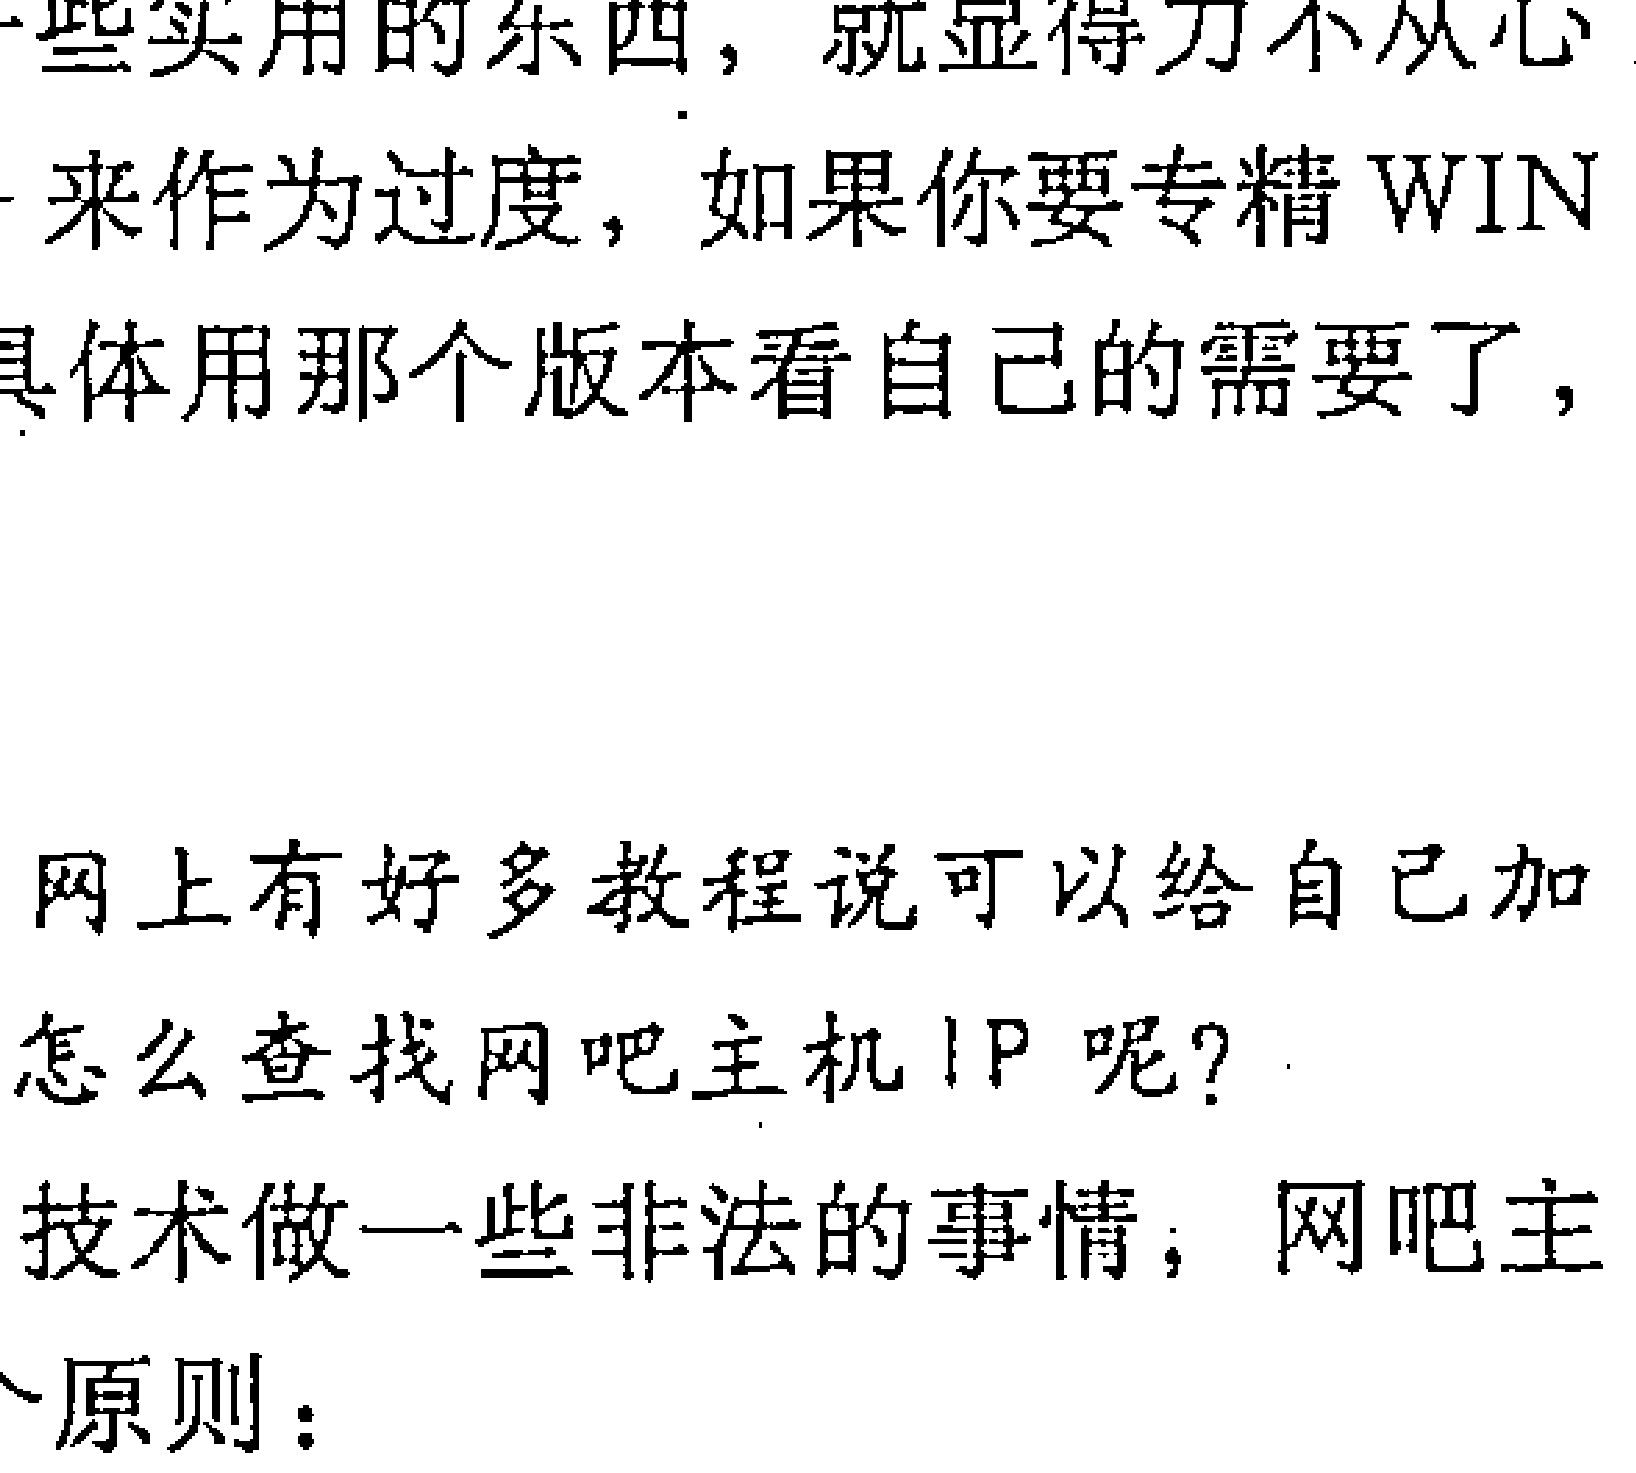 一些实用的东西，就显得力不从心
来作为过度，如果你要专精 WIN
具体用那个版本看自己的需要了，
网上有好多教程说可以给自己加
怎么查找网吧主机 IP 呢?
技术做一些非法的事情；网吧主
原则：